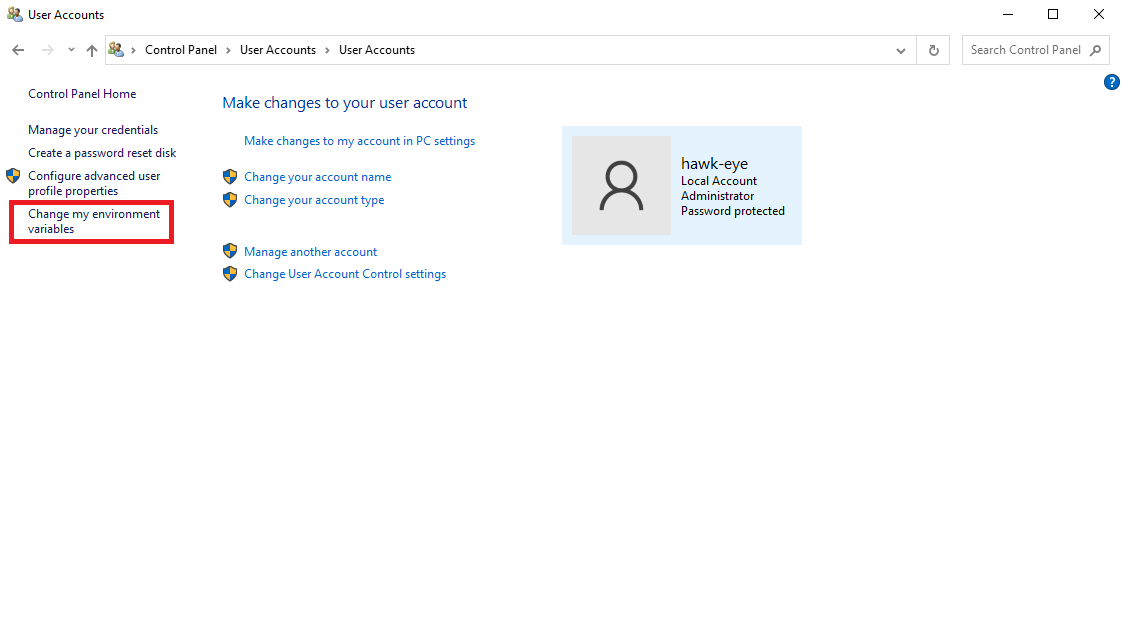 User Accounts
Control Panel > User Accounts > User Accounts
Search Control Panel
?
Control Panel Home
Manage your credentials
Create a password reset disk
Configure advanced user
profile properties
Change my environment
variables
Make changes to your user account
Make changes to my account in PC settings
Change your account name
Change your account type
Manage another account
Change User Account Control settings
hawk-eye
Local Account
Administrator
Password protected